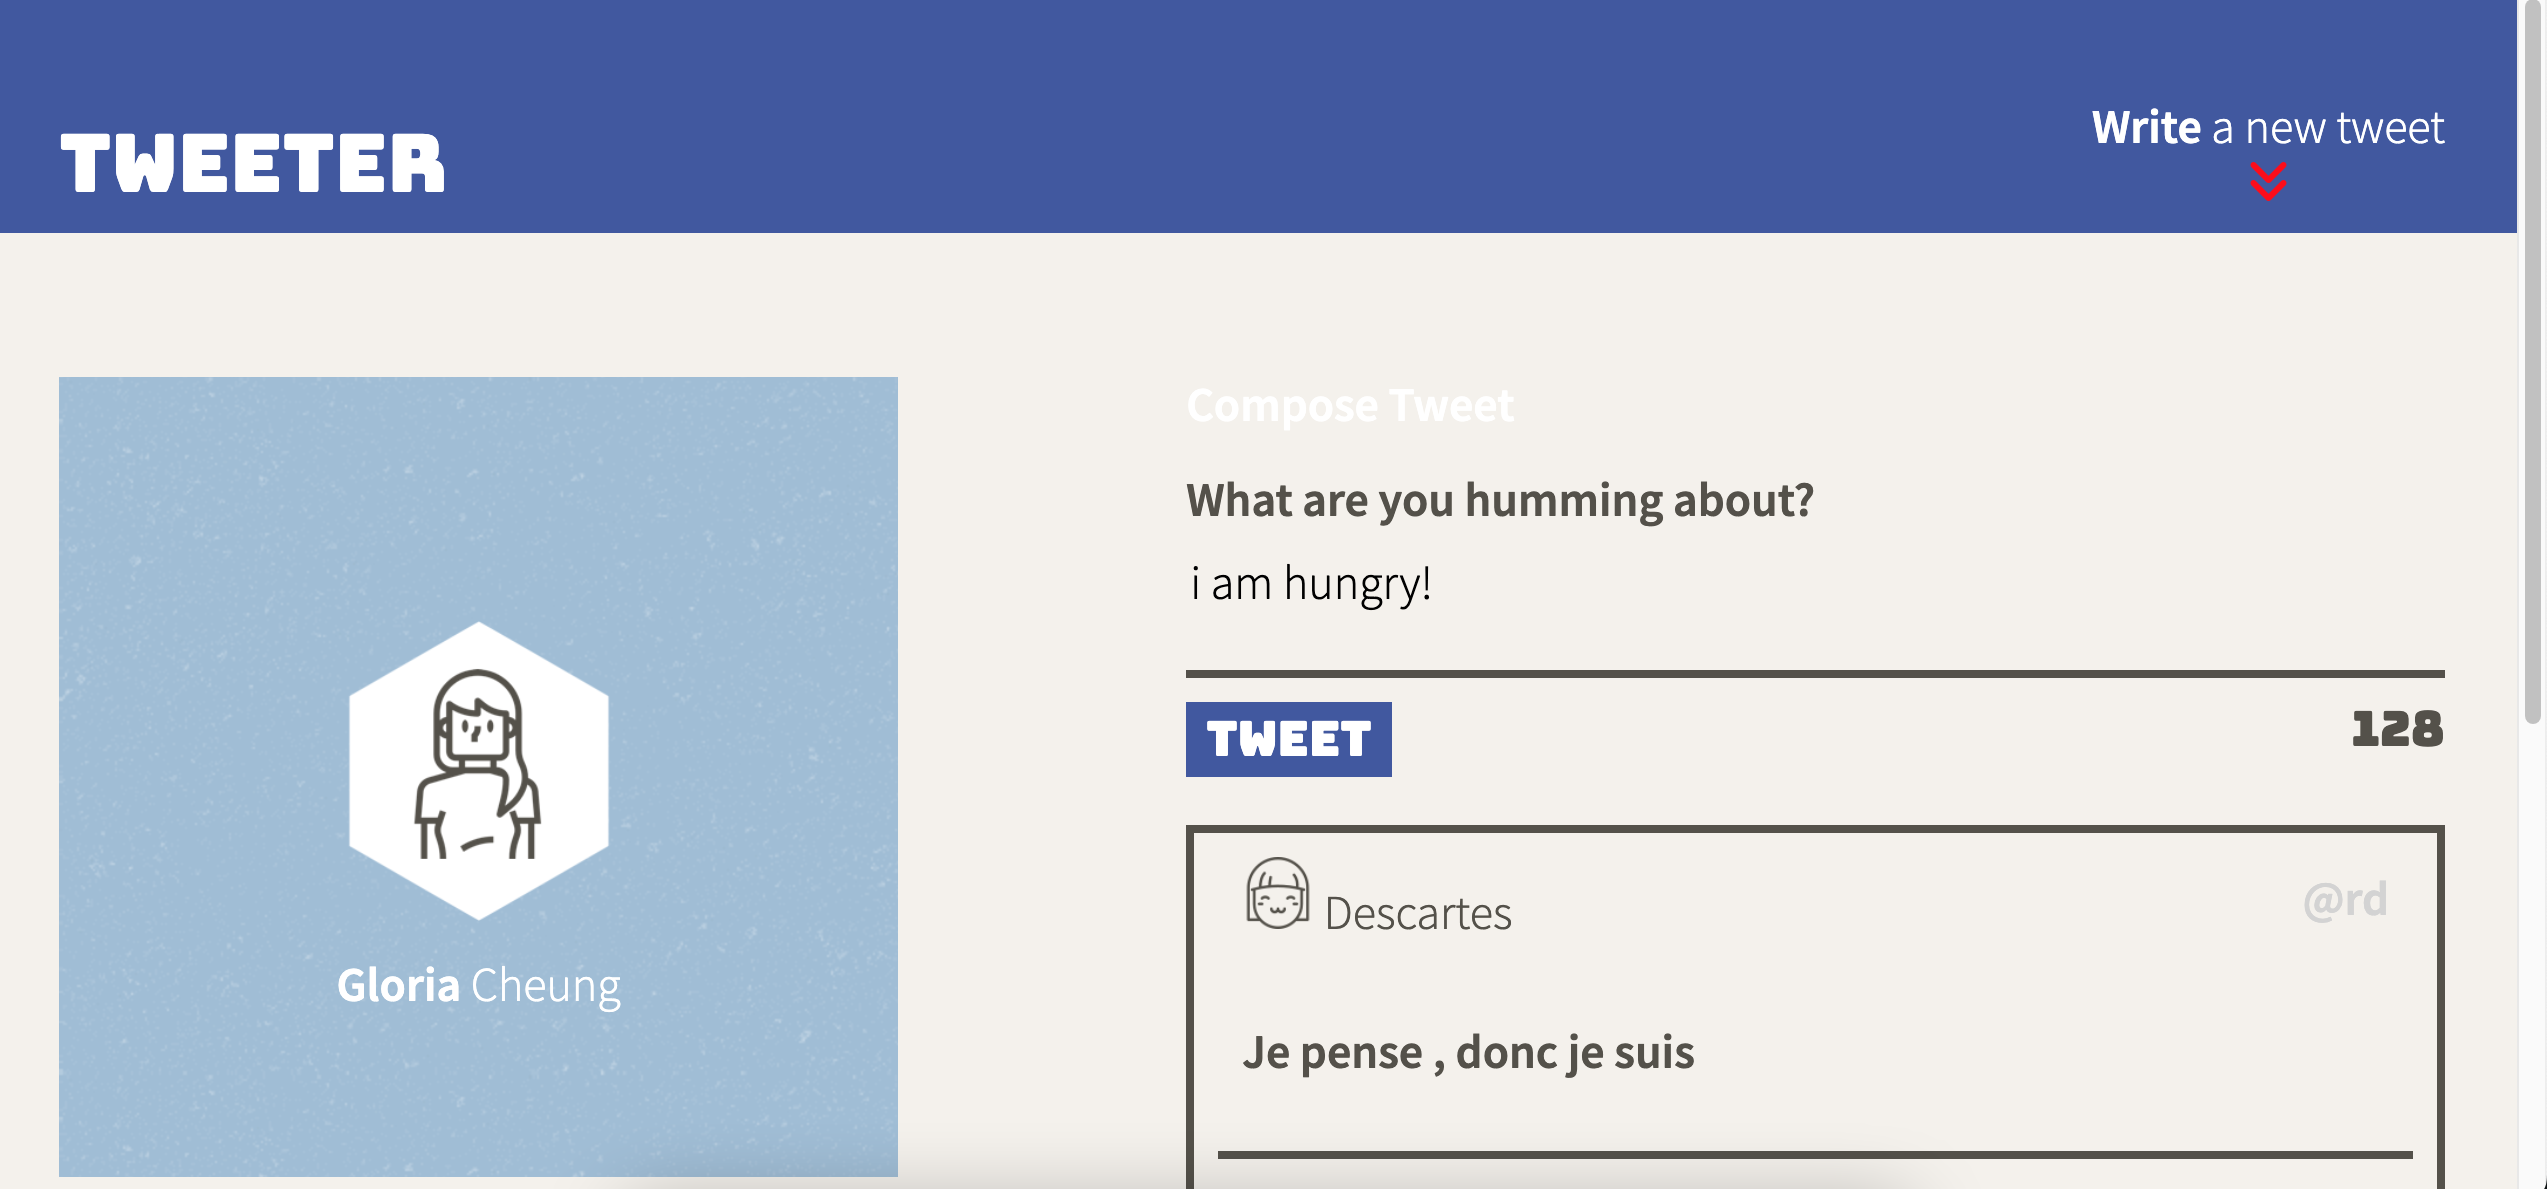 TWEETER
Write a new tweet
Gloria Cheung
Compose Tweet
What are you humming about?
i am hungry!
TWEET
128
Descartes
@rd
Je pense , donc je suis